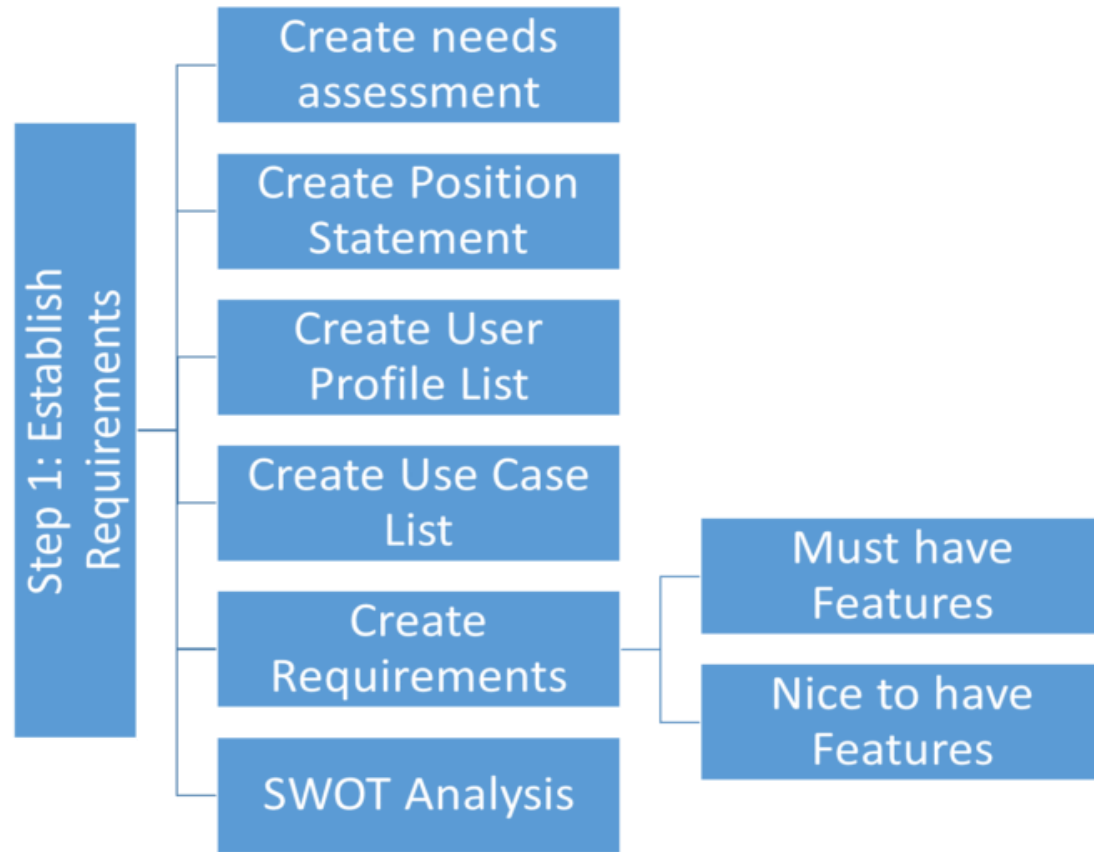 Step 1: Establish
Requirements
Create needs
assessment
Create Position
Statement
Create User
Profile List
Create Use Case
List
Create
Requirements
Must have
Features
Nice to have
Features
SWOT Analysis